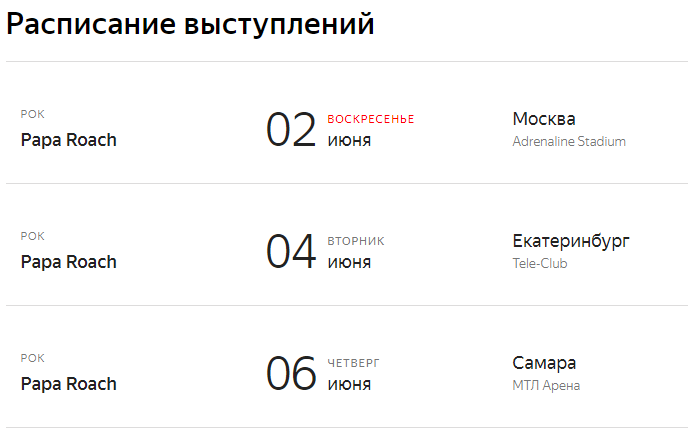 Расписание выступлений
РОК
Papa Roach
02
ВОСКРЕСЕНЬЕ
июня
Москва
Adrenaline Stadium
РОК
Papa Roach
04
ВТОРНИК
июня
Екатеринбург
Tele-Club
РОК
Papa Roach
06
ЧЕТВЕРГ
июня
Самара
МТЛ Арена